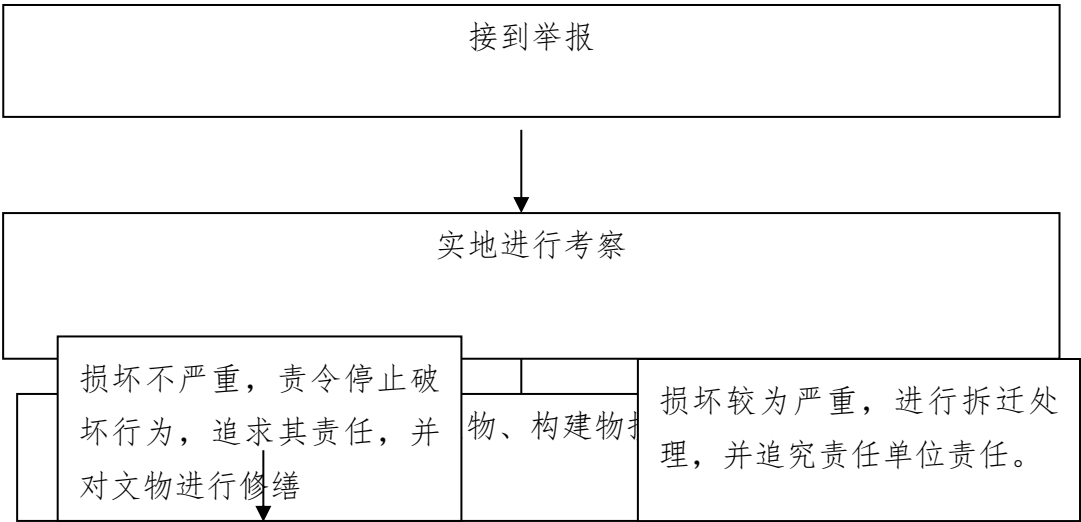 接到举报
实地进行考察
损坏不严重，责令停止破
坏行为，追求其责任，并
对文物进行修缮
物、构建物
损坏较为严重，进行拆迁处
理，并追究责任单位责任。